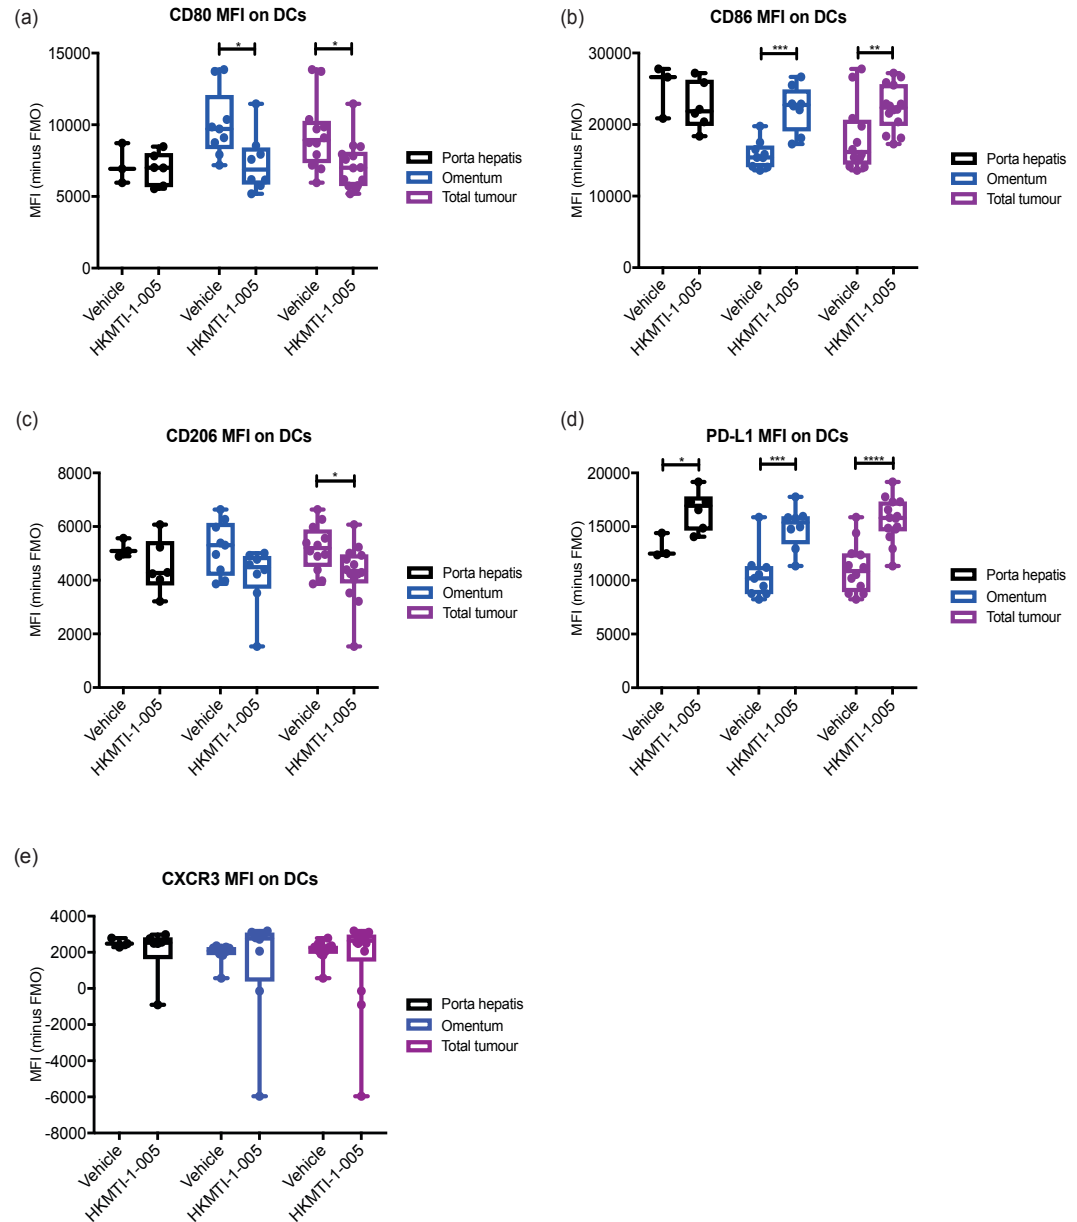 (a)
CD80 MFI on DCs
MFI (minus FMO)
15000
10000
5000
0
*
*
Vehicle
HKMTI-1-005
Vehicle
HKMTI-1-005
Vehicle
HKMTI-1-005
Porta hepatis
Omentum
Total tumour
(b)
CD86 MFI on DCs
MFI (minus FMO)
30000
20000
10000
0
***
**
Vehicle
HKMTI-1-005
Vehicle
HKMTI-1-005
Vehicle
HKMTI-1-005
Porta hepatis
Omentum
Total tumour
(c)
CD206 MFI on DCs
MFI (minus FMO)
8000
6000
4000
2000
0
*
Vehicle
HKMTI-1-005
Vehicle
HKMTI-1-005
Vehicle
HKMTI-1-005
Porta hepatis
Omentum
Total tumour
(d)
PD-L1 MFI on DCs
MFI (minus FMO)
20000
15000
10000
5000
0
*
***
****
Vehicle
HKMTI-1-005
Vehicle
HKMTI-1-005
Vehicle
HKMTI-1-005
Porta hepatis
Omentum
Total tumour
(e)
CXCR3 MFI on DCs
MFI (minus FMO)
4000
2000
0
-2000
-4000
-6000
-8000
Vehicle
HKMTI-1-005
Vehicle
HKMTI-1-005
Vehicle
HKMTI-1-005
Porta hepatis
Omentum
Total tumour